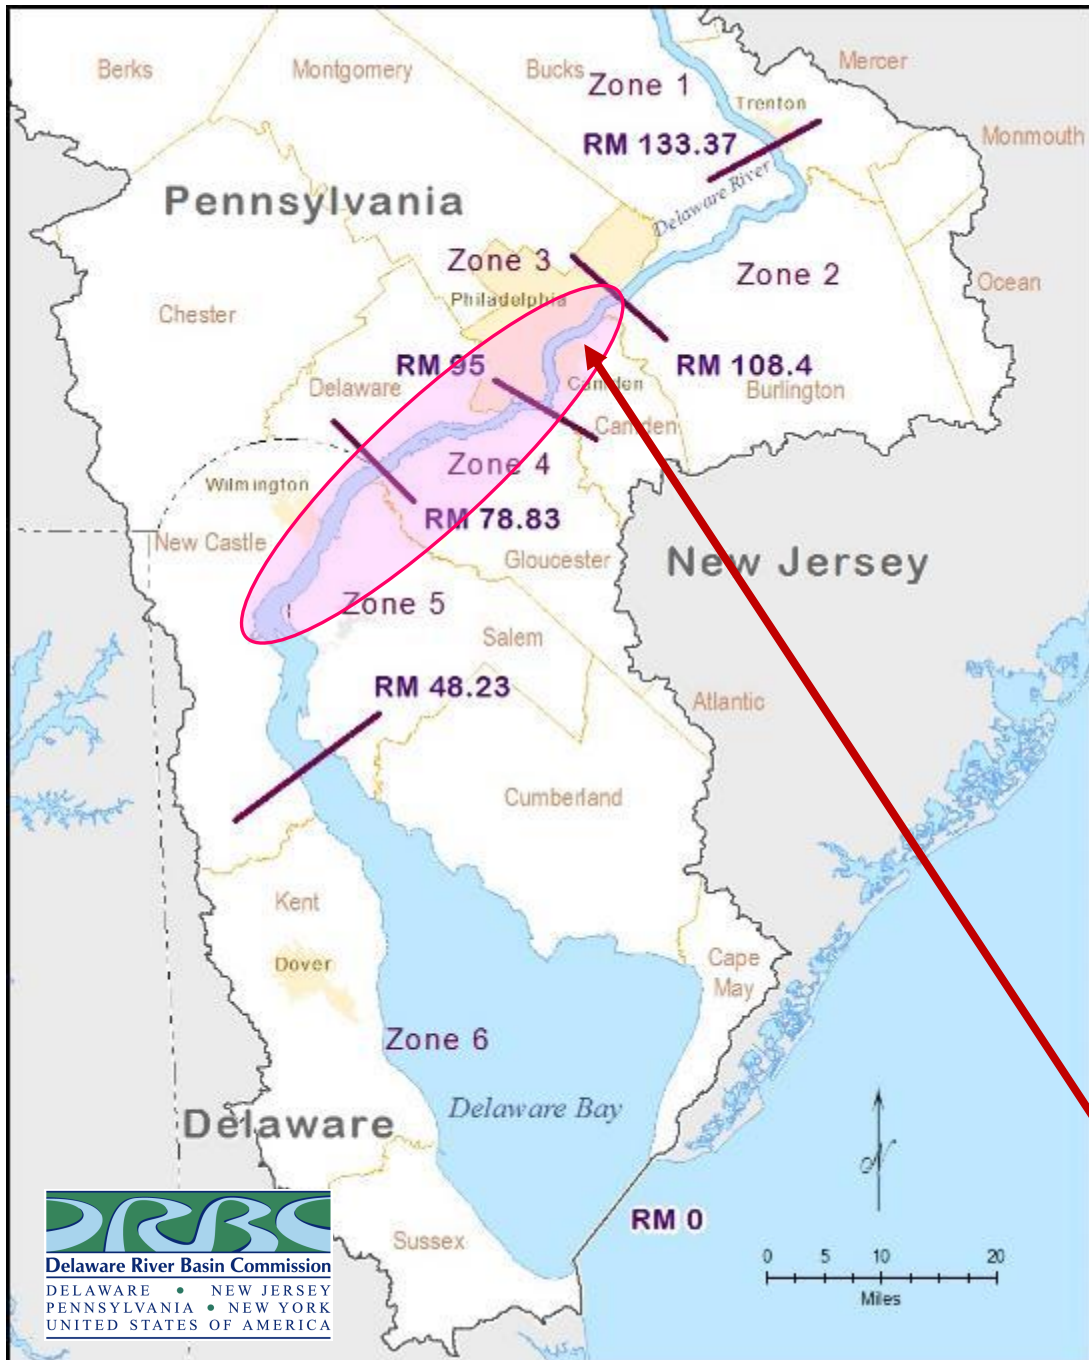 Mercer
Berks
Montgomery
Bucks
Zone 1
Trenton
RM 133.37
Monmouth
Delaware River
Pennsylvania
Zone 3
Zone 2
Ocean
Philadelphia
Chester
RM 95
RM 108.4
Delaware
Camden
Burlington
Camden
Zone 4
Wilmington
RM 78.83
New Castle
Gloucester
New Jersey
Zone 5
Salem
RM 48.23
Atlantic
Cumberland
Kent
Dover
Cape
May
Zone 6
Delaware Bay
Delaware
N
RM 0
Sussex
DRBC
Delaware River Basin Commission
DELAWARE • NEW JERSEY
PENNSYLVANIA • NEW YORK
UNITED STATES OF AMERICA
0 5 10 20
Miles